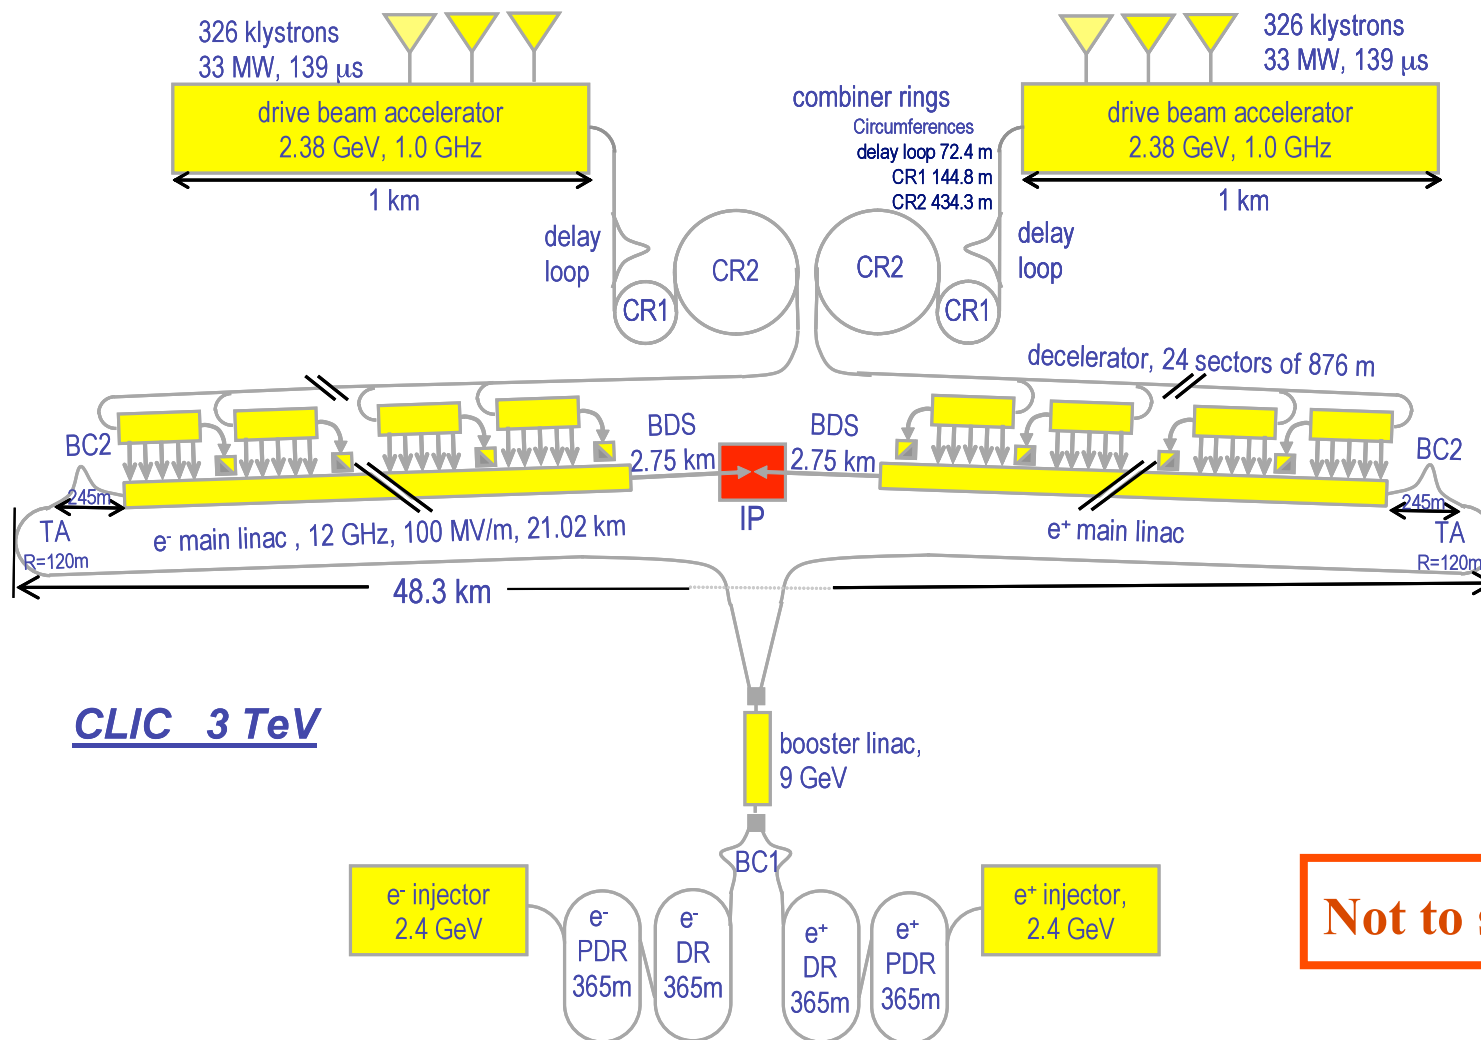 326 klystrons
33 MW, 139 μs
326 klystrons
33 MW, 139 μs
drive beam accelerator
2.38 GeV, 1.0 GHz
combiner rings
Circumferences
delay loop 72.4 m
CR1 144.8 m
CR2 434.3 m
drive beam accelerator
2.38 GeV, 1.0 GHz
1 km
1 km
delay
loop
CR2
CR1
CR2
CR1
delay
loop
decelerator, 24 sectors of 876 m
BC2
BDS
2.75 km
BDS
2.75 km
BC2
245m
245m
TA
R=120m
e- main linac , 12 GHz, 100 MV/m, 21.02 km
IP
e+ main linac
TA
R=120m
48.3 km
CLIC 3 TeV
booster linac,
9 GeV
BC1
e- injector
2.4 GeV
e-
PDR
365m
e-
DR
365m
e+
DR
365m
e+
PDR
365m
e+ injector,
2.4 GeV
Not to